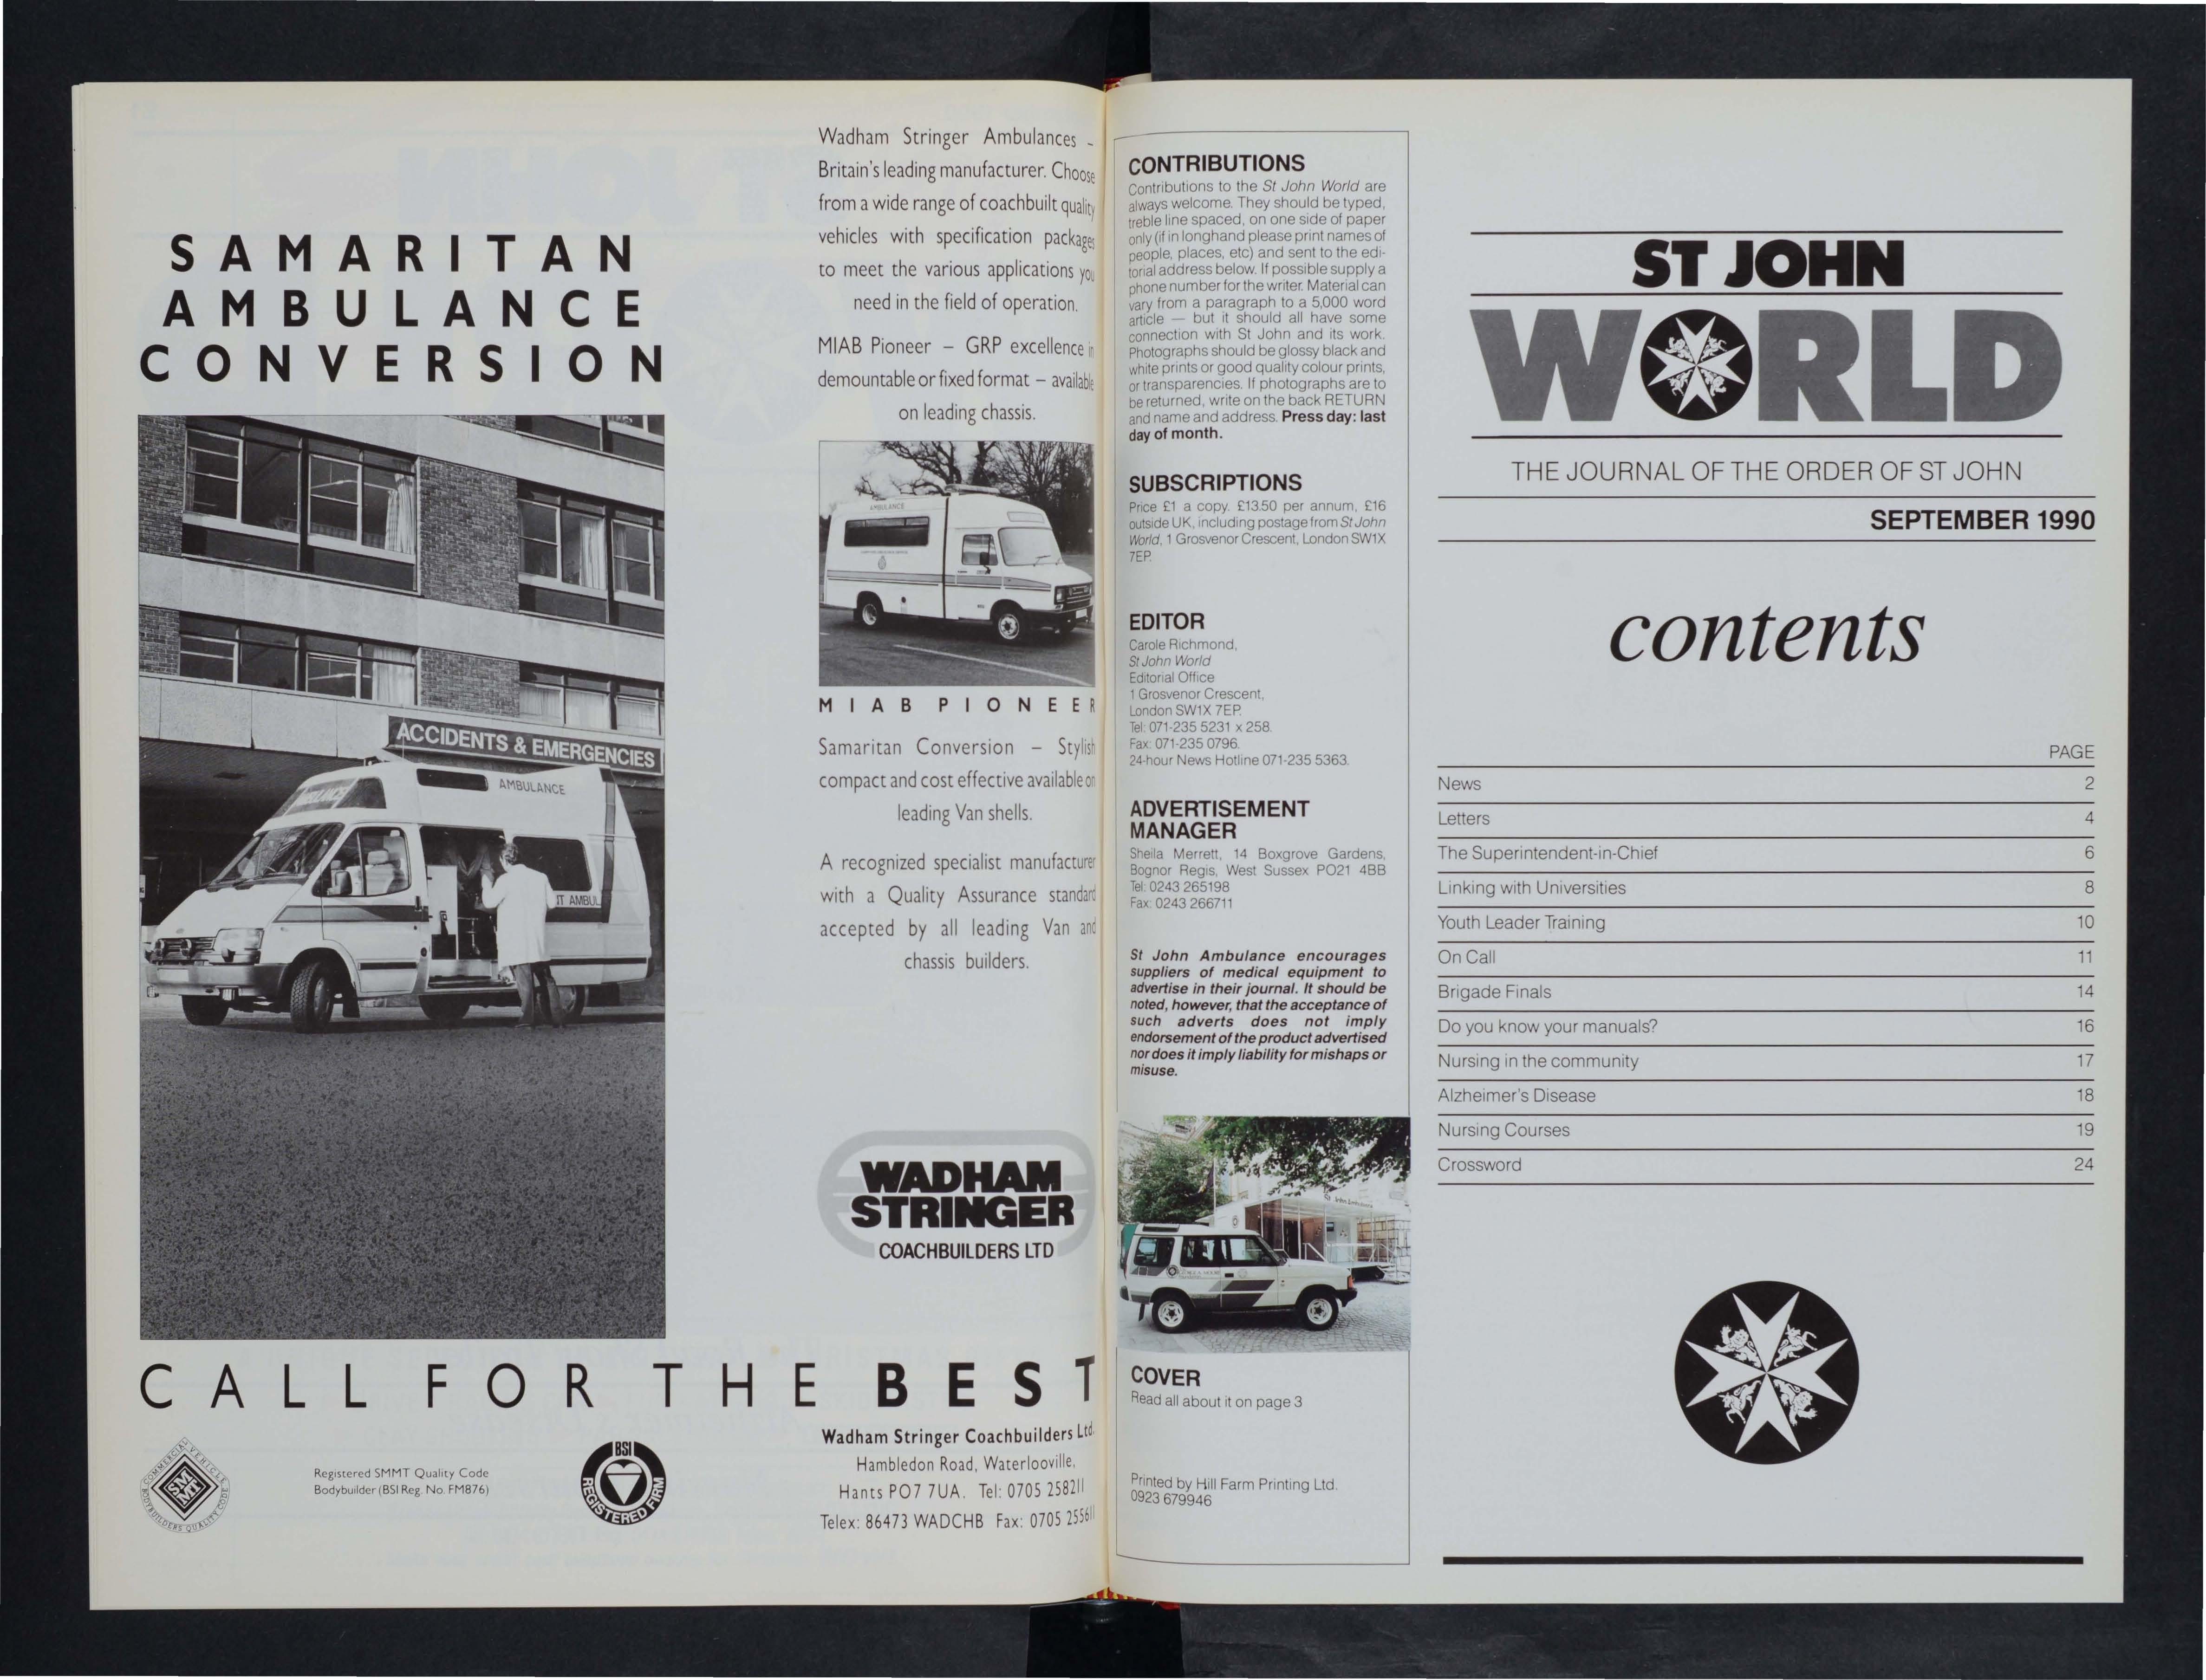 SAMARITAN
AMBULANCE
CONVERSION
ACCIDENTS & EMERGENCIES
AMBULANCE
IT AMBUL
Wadham Stringer Ambulances –
Britain's leading manufacturer. Choose
from a wide range of coachbuilt quality
vehicles with specification packages
to meet the various applications you
need in the field of operation.
MIAB Pioneer – GRP excellence in
demountable or fixed format – available
on leading chassis.
AMBULANCE
MIAB PIONEER
Samaritan Conversion – Stylish
compact and cost effective available on
leading Van shells.
A recognized specialist manufacturer
with a Quality Assurance standard
accepted by all leading Van and
chassis builders.
WADHAM
STRINGER
COACHBUILDERS LTD
CALL FOR THE BEST
COMMERCIAL VEHICLE
BODYBUILDERS QUALITY CODE
SMMT
Registered SMMT Quality Code
Bodybuilder (BSI Reg. No. FM876)
BSI
REGISTERED FIRM
Wadham Stringer Coachbuilders Ltd.
Hambledon Road, Waterlooville,
Hants PO7 7UA. Tel: 0705 258211
Telex: 86473 WADCHB Fax: 0705 255611
CONTRIBUTIONS
Contributions to the St John World are
always welcome. They should be typed,
treble line spaced, on one side of paper
only (if in longhand please print names of
people, places, etc) and sent to the edi-
torial address below. If possible supply a
phone number for the writer. Material can
vary from a paragraph to a 5,000 word
article — but it should all have some
connection with St John and its work.
Photographs should be glossy black and
white prints or good quality colour prints,
or transparencies. If photographs are to
be returned, write on the back RETURN
and name and address. Press day: last
day of month.
SUBSCRIPTIONS
Price £1 a copy. £13.50 per annum, £16
outside UK, including postage from St John
World, 1 Grosvenor Crescent, London SW1X
7EP.
EDITOR
Carole Richmond,
St John World
Editorial Office
1 Grosvenor Crescent,
London SW1X 7EP.
Tel: 071-235 5231 x 258.
Fax: 071-235 0796.
24-hour News Hotline 071-235 5363.
ADVERTISEMENT
MANAGER
Sheila Merrett, 14 Boxgrove Gardens,
Bognor Regis, West Sussex PO21 4BB
Tel: 0243 265198
Fax: 0243 266711
St John Ambulance encourages
suppliers of medical equipment to
advertise in their journal. It should be
noted, however, that the acceptance of
such adverts does not imply
endorsement of the product advertised
nor does it imply liability for mishaps or
misuse.
COVER
Read all about it on page 3
Printed by Hill Farm Printing Ltd.
0923 679946
ST JOHN
WORLD
THE JOURNAL OF THE ORDER OF ST JOHN
SEPTEMBER 1990
contents
PAGE
News 2
Letters 4
The Superintendent-in-Chief 6
Linking with Universities 8
Youth Leader Training 10
On Call 11
Brigade Finals 14
Do you know your manuals? 16
Nursing in the community 17
Alzheimer's Disease 18
Nursing Courses 19
Crossword 24